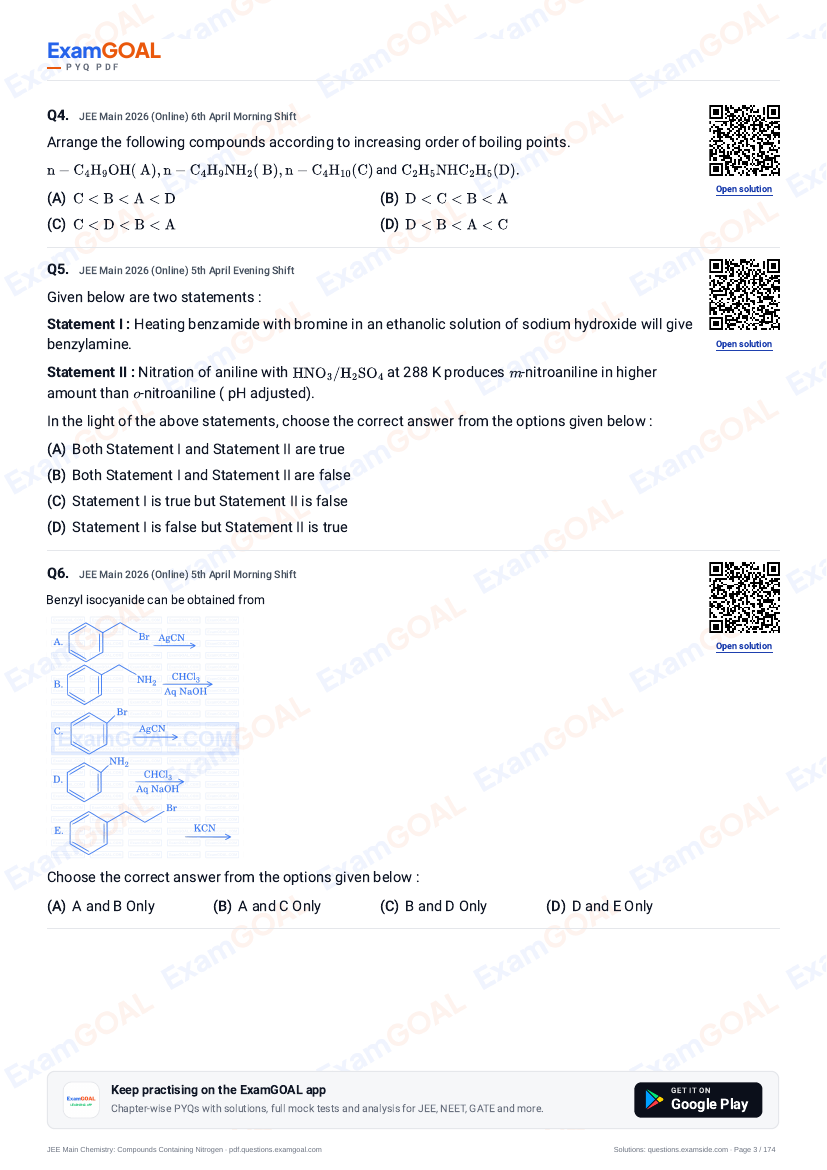 ExamGOAL
PYQ PDF
Q4. JEE Main 2026 (Online) 6th April Morning Shift
Arrange the following compounds according to increasing order of boiling points.
n − C₄H₉OH( A), n − C₄H₉NH₂( B), n − C₄H₁₀(C) and C₂H₅NHC₂H₅(D).
(A) C < B < A < D
(B) D < C < B < A
(C) C < D < B < A
(D) D < B < A < C
Open solution
Q5. JEE Main 2026 (Online) 5th April Evening Shift
Given below are two statements :
Statement I : Heating benzamide with bromine in an ethanolic solution of sodium hydroxide will give
benzylamine.
Statement II : Nitration of aniline with HNO₃/H₂SO₄ at 288 K produces m-nitroaniline in higher
amount than o-nitroaniline ( pH adjusted).
In the light of the above statements, choose the correct answer from the options given below :
(A) Both Statement I and Statement II are true
(B) Both Statement I and Statement II are false
(C) Statement I is true but Statement II is false
(D) Statement I is false but Statement II is true
Open solution
Q6. JEE Main 2026 (Online) 5th April Morning Shift
Benzyl isocyanide can be obtained from
A. Br AgCN
B. NH₂ CHCl₃
Aq NaOH
C. Br AgCN
ExamGOAL.COM
D. NH₂ CHCl₃
Aq NaOH
E. Br KCN
Open solution
Choose the correct answer from the options given below :
(A) A and B Only
(B) A and C Only
(C) B and D Only
(D) D and E Only
ExamGOAL
Keep practising on the ExamGOAL app
Chapter-wise PYQs with solutions, full mock tests and analysis for JEE, NEET, GATE and more.
GET IT ON
Google Play
JEE Main Chemistry: Compounds Containing Nitrogen · pdf.questions.examgoal.com
Solutions: questions.examside.com · Page 3 / 174